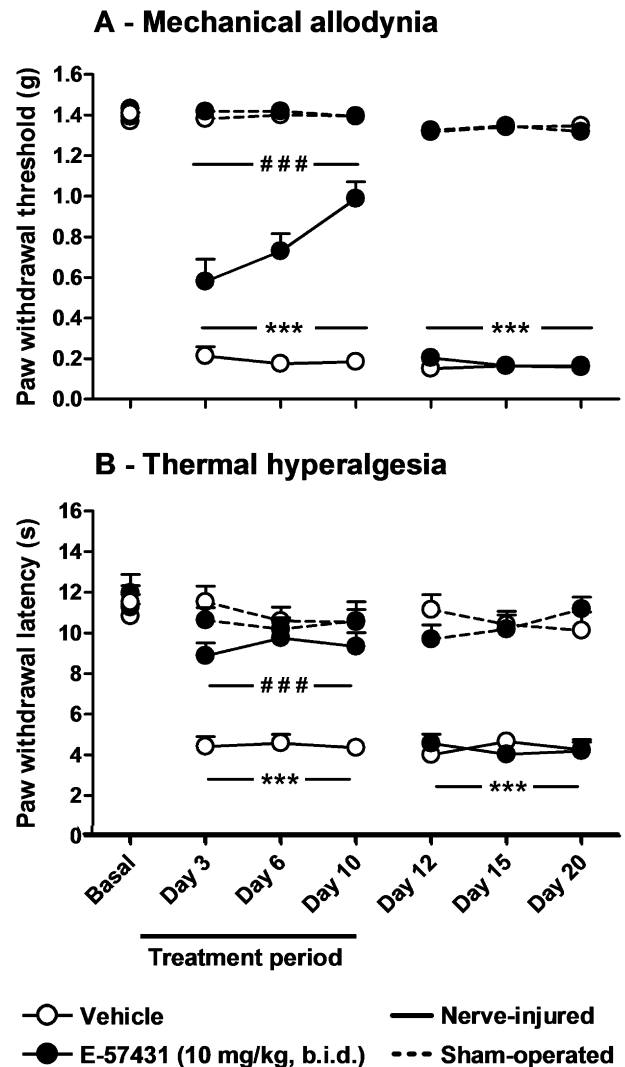 A - Mechanical allodynia
Paw withdrawal threshold (g)
1.6
1.4
1.2
1.0
0.8
0.6
0.4
0.2
0.0
###
***
***
B - Thermal hyperalgesia
Paw withdrawal latency (s)
16
14
12
10
8
6
4
2
0
###
***
***
Basal
Day 3
Day 6
Day 10
Day 12
Day 15
Day 20
Treatment period
Vehicle
Nerve-injured
E-57431 (10 mg/kg, b.i.d.)
Sham-operated